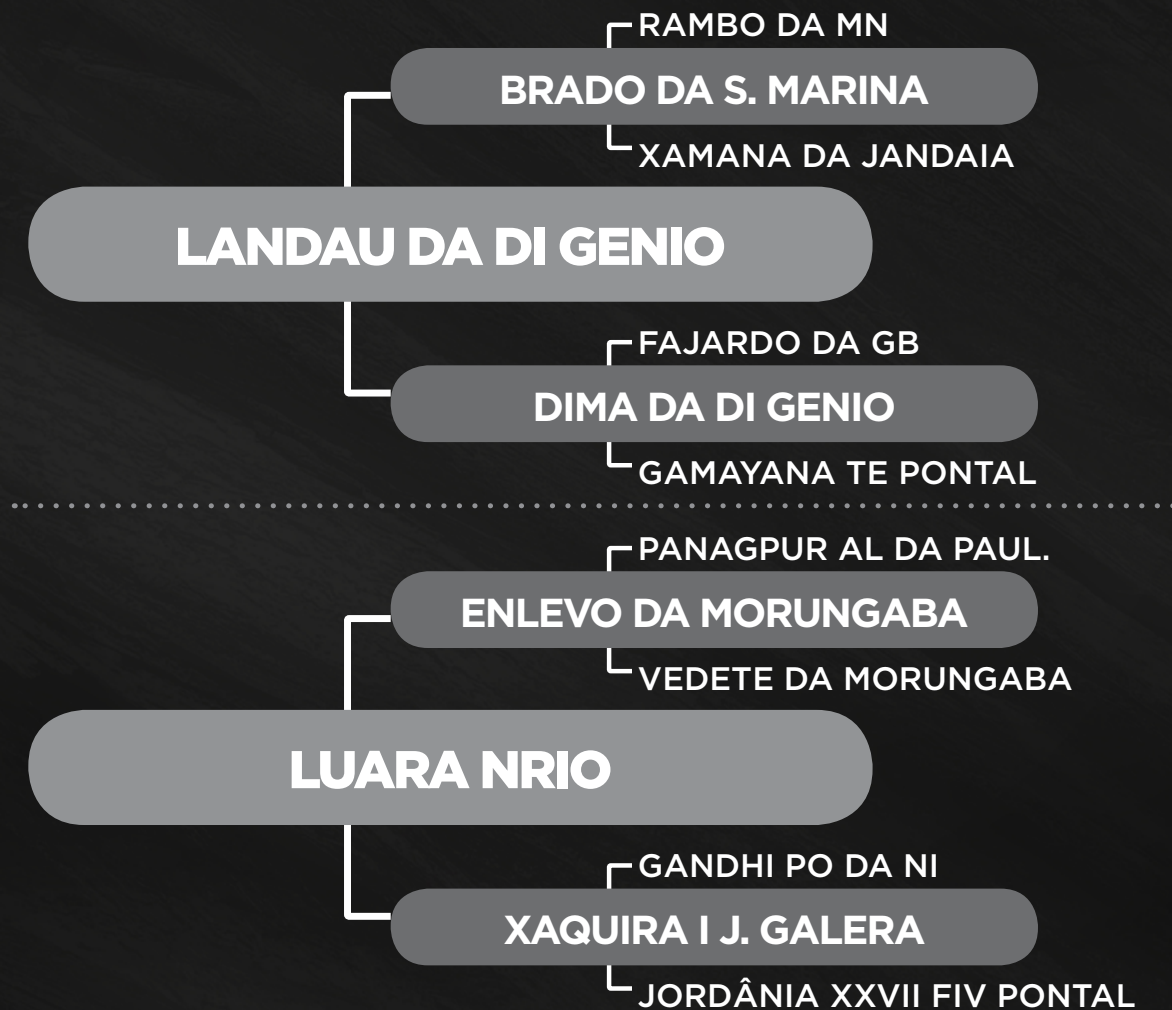 RAMBO DA MN
BRADO DA S. MARINA
XAMANA DA JANDAIA
LANDAU DA DI GENIO
FAJARDO DA GB
DIMA DA DI GENIO
GAMAYANA TE PONTAL
PANAGPUR AL DA PAUL.
ENLEVO DA MORUNGABA
VEDETE DA MORUNGABA
LUARA NRIO
GANDHI PO DA NI
XAQUIRA I J. GALERA
JORDÂNIA XXVII FIV PONTAL